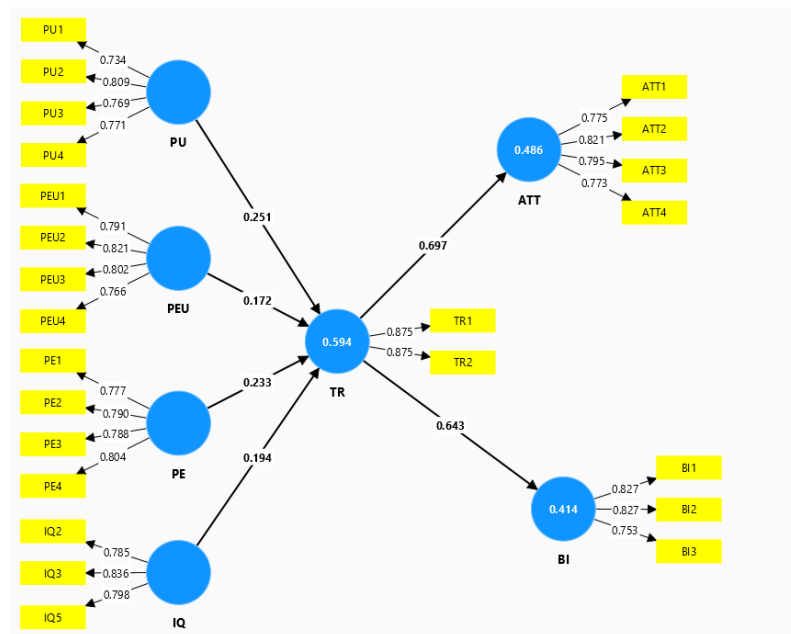 PU1
0.734
PU2
0.809
PU3
0.769
0.771
PU4
PU
PEU1
0.791
PEU2
0.821
PEU3
0.802
0.766
PEU4
PEU
PE1
0.777
PE2
0.790
PE3
0.788
0.804
PE4
PE
IQ2
0.785
IQ3
0.836
0.798
IQ5
IQ
0.251
0.172
0.233
0.194
0.594
TR
0.875
TR1
0.875
TR2
0.697
0.643
0.486
ATT
0.775
ATT1
0.821
ATT2
0.795
ATT3
0.773
ATT4
0.414
BI
0.827
BI1
0.827
BI2
0.753
BI3